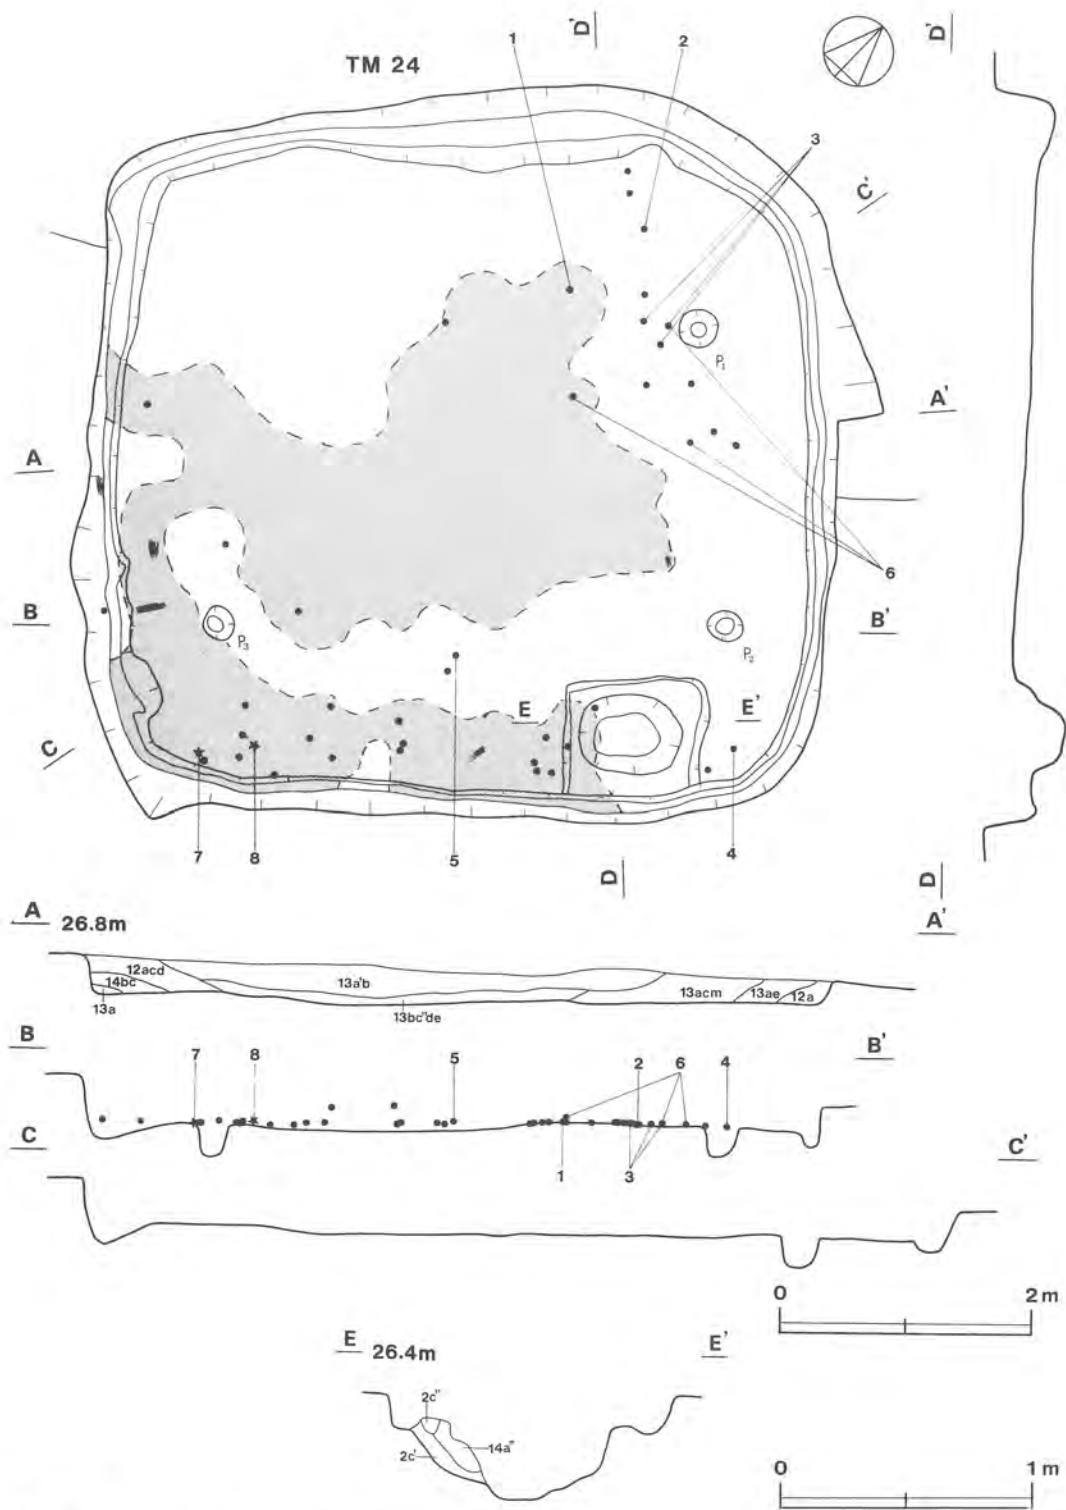 D' D'
1 2
TM 24
3
C'
P1
A A'
6
B B'
P3 P2
E E'
C
7 8 5 4
D D
A 26.8m A'
12acd
14bc 13a'b 13acm 13ae 12a
13a 13bc"de
B 7 8 5 2 6 4 B'
C 1 3 C'
0 2m
E 26.4m E'
2c"
2c' 14a"
0 1m